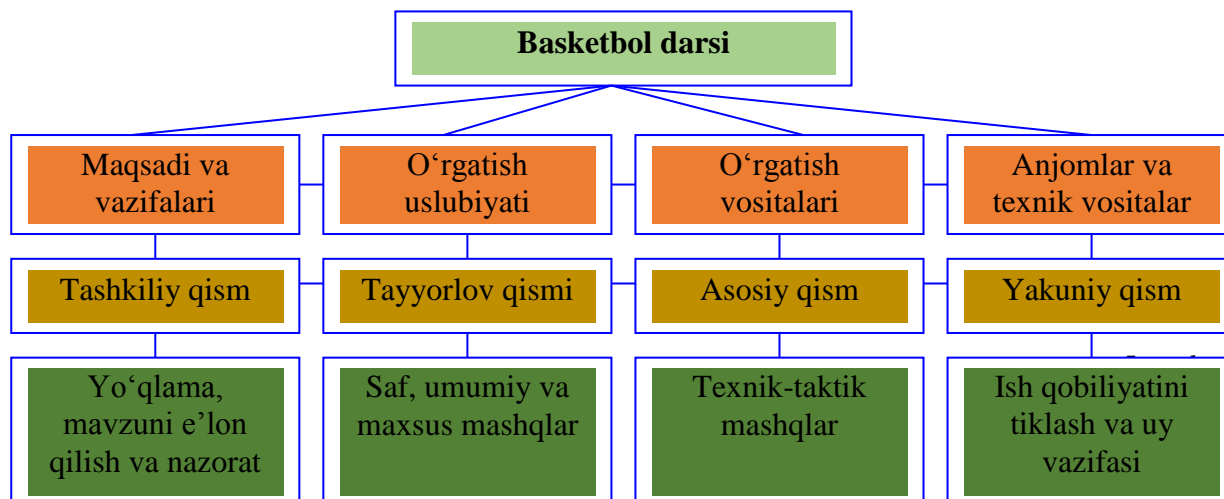 Basketbol darsi
Maqsadi va
vazifalari
O‘rgatish
uslubiyati
O‘rgatish
vositalari
Anjomlar va
texnik vositalar
Tashkiliy qism
Tayyorlov qismi
Asosiy qism
Yakuniy qism
Yo‘qlama,
mavzuni e’lon
qilish va nazorat
Saf, umumiy va
maxsus mashqlar
Texnik-taktik
mashqlar
Ish qobiliyatini
tiklash va uy
vazifasi